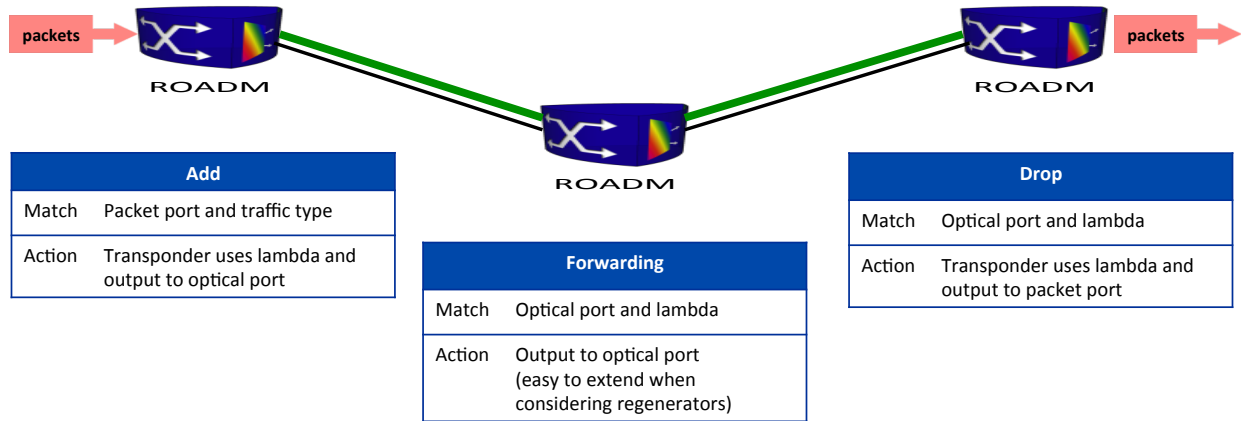 packets
packets
ROADM
ROADM
ROADM
Add
Match Packet port and traffic type
Action Transponder uses lambda and
output to optical port
Forwarding
Match Optical port and lambda
Action Output to optical port
(easy to extend when
considering regenerators)
Drop
Match Optical port and lambda
Action Transponder uses lambda and
output to packet port